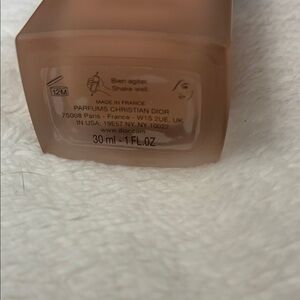 Bien agiter.
Shake well.
12M
MADE IN FRANCE
PARFUMS CHRISTIAN DIOR
75008 Paris - France - W1S 2UE, UK
IN USA: 19E57 NY, NY 10022
www.dior.com
30 ml - 1 FL.OZ